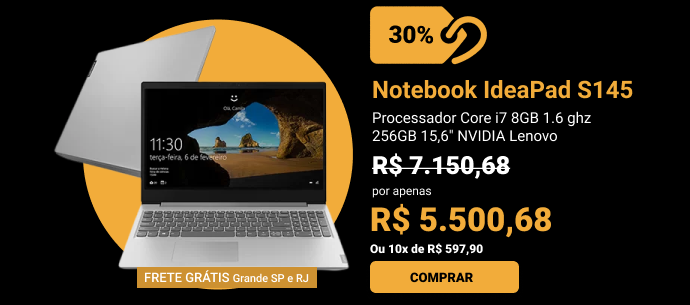 30%
Notebook IdeaPad S145
Processador Core i7 8GB 1.6 ghz
256GB 15,6" NVIDIA Lenovo
R$ 7.150,68
por apenas
R$ 5.500,68
Ou 10x de R$ 597,90
COMPRAR
Olá, Camila
11:30
terça-feira, 6 de fevereiro
FRETE GRÁTIS Grande SP e RJ